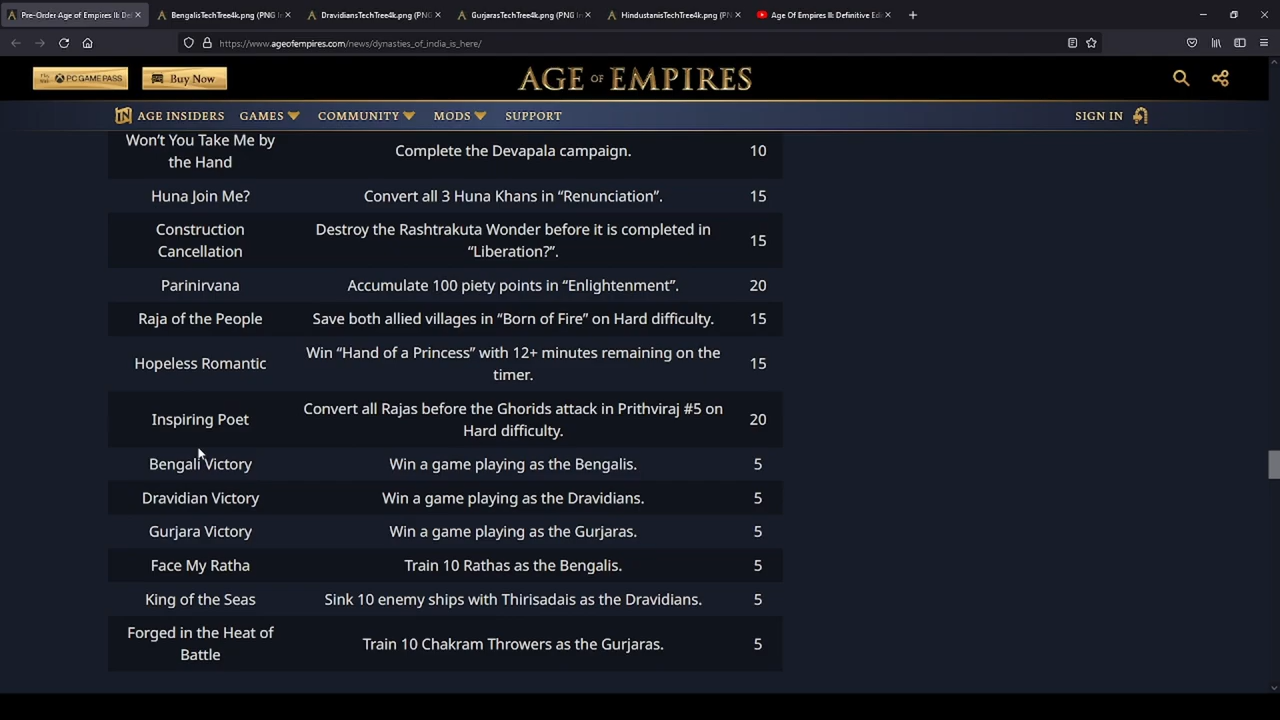 Pre-Order Age of Empires II: Def
BengalisTechTree4k.png (PNG I
DravidiansTechTree4k.png (PNG
GurjarasTechTree4k.png (PNG In
HindustanisTechTree4k.png (PN
Age Of Empires II: Definitive Edi
https://www.ageofempires.com/news/dynasties_of_india_is_here/
PC GAME PASS
Buy Now
AGE OF EMPIRES
AGE INSIDERS GAMES COMMUNITY MODS SUPPORT
SIGN IN
Won't You Take Me by
the Hand
Complete the Devapala campaign.
10
Huna Join Me?
Convert all 3 Huna Khans in “Renunciation”.
15
Construction
Cancellation
Destroy the Rashtrakuta Wonder before it is completed in
“Liberation?”.
15
Parinirvana
Accumulate 100 piety points in “Enlightenment”.
20
Raja of the People
Save both allied villages in “Born of Fire” on Hard difficulty.
15
Hopeless Romantic
Win “Hand of a Princess” with 12+ minutes remaining on the
timer.
15
Inspiring Poet
Convert all Rajas before the Ghorids attack in Prithviraj #5 on
Hard difficulty.
20
Bengali Victory
Win a game playing as the Bengalis.
5
Dravidian Victory
Win a game playing as the Dravidians.
5
Gurjara Victory
Win a game playing as the Gurjaras.
5
Face My Ratha
Train 10 Rathas as the Bengalis.
5
King of the Seas
Sink 10 enemy ships with Thirisadais as the Dravidians.
5
Forged in the Heat of
Battle
Train 10 Chakram Throwers as the Gurjaras.
5